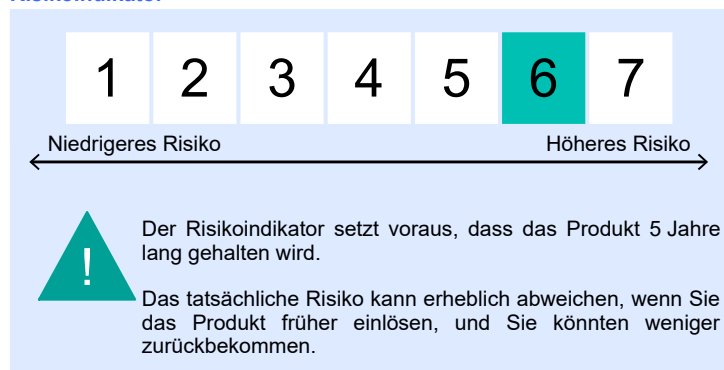 Risikoindikator
1 2 3 4 5 6 7
Niedrigeres Risiko Höheres Risiko
!
Der Risikoindikator setzt voraus, dass das Produkt 5 Jahre
lang gehalten wird.
Das tatsächliche Risiko kann erheblich abweichen, wenn Sie
das Produkt früher einlösen, und Sie könnten weniger
zurückbekommen.